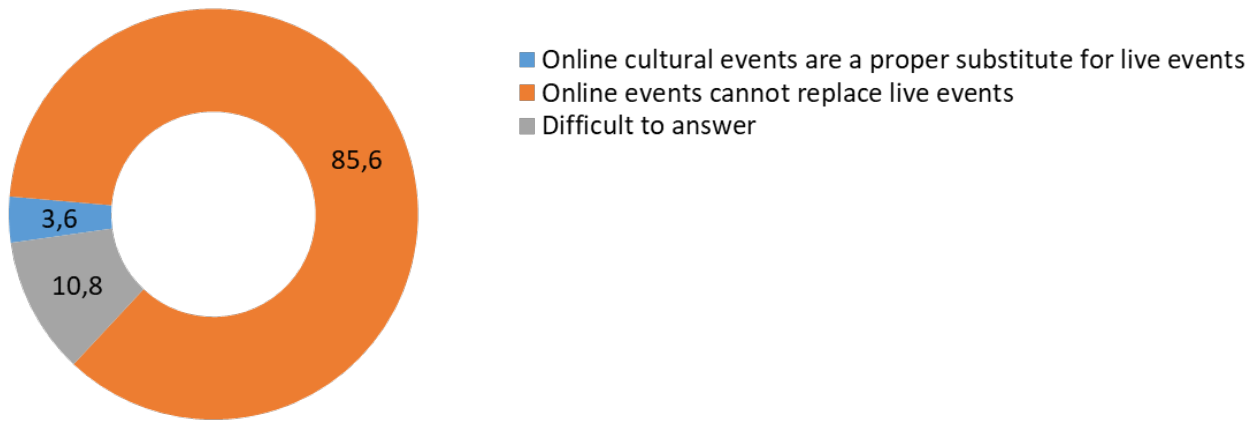 Online cultural events are a proper substitute for live events
Online events cannot replace live events
Difficult to answer
85,6
3,6
10,8